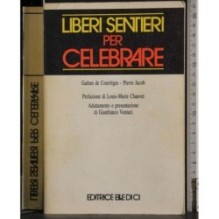 LIBERI SENTIERI
PER
CELEBRARE
Gaëtan de Courrèges - Pierre Jacob
Prefazione di Louis-Marie Chauvet
Adattamento e presentazione
di Gianfranco Venturi
EDITRICE ELLE DI CI
LIBERI SENTIERI PER CELEBRARE